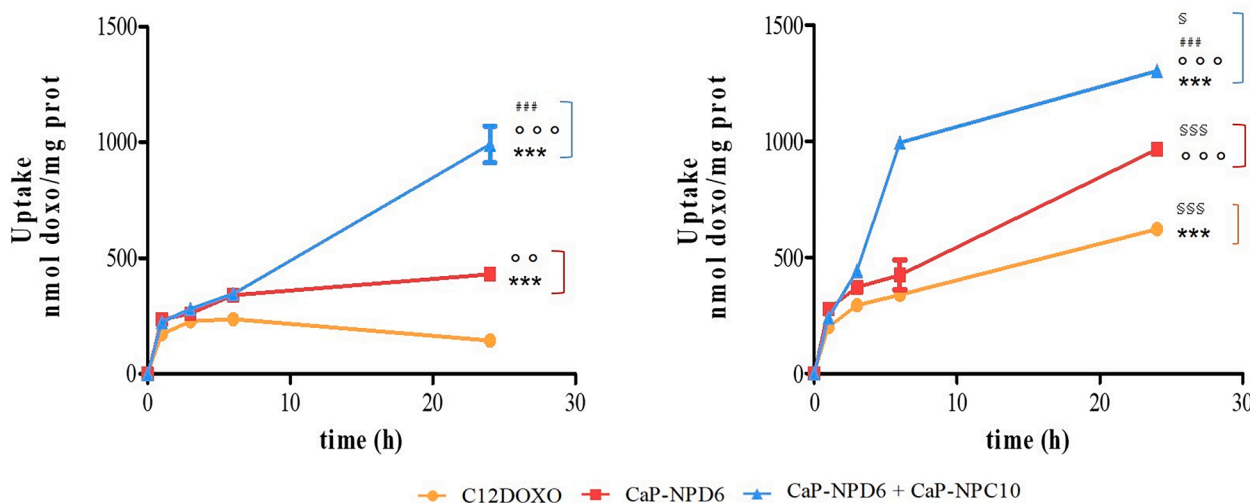 1500
1000
500
0
0
10
20
30
Uptake
nmol doxo/mg prot
time (h)
###
° ° °
***
° °
***
1500
1000
500
0
0
10
20
30
Uptake
nmol doxo/mg prot
time (h)
§
###
° ° °
***
§§§
° ° °
§§§
***
C12DOXO CaP-NPD6 CaP-NPD6 + CaP-NPC10